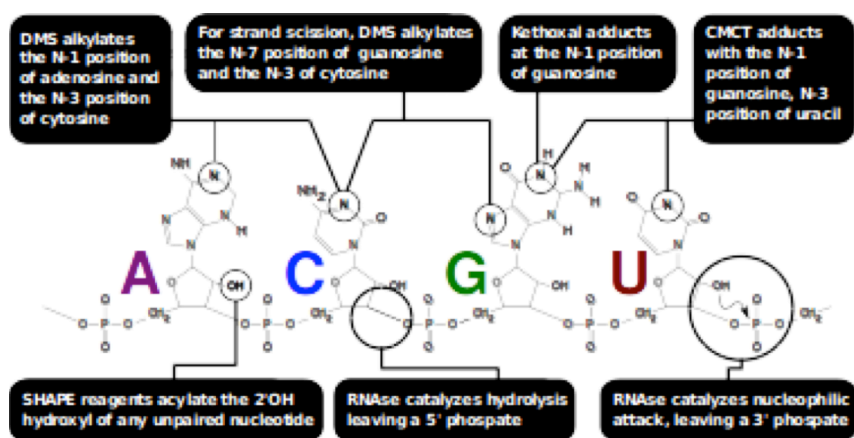 DMS alkylates
the N-1 position
of adenosine and
the N-3 position
of cytosine
For strand scission, DMS alkylates
the N-7 position of guanosine
and the N-3 of cytosine
Kethoxal adducts
at the N-1 position
of guanosine
CMCT adducts
with the N-1
position of
guanosine, N-3
position of uracil
NH
N
N
N
N
N
H
NH2
N
N
O
O
N
H
N
N
N
H
N
H
H
O
N
N
O
A
C
G
U
O
OH
O
OH
O
OH
O
OH
O
P
O
O
O
CH2
O
P
O
O
O
CH2
O
P
O
O
O
CH2
O
P
O
O
O
CH2
O
P
O
O
O
CH2
SHAPE reagents acylate the 2'OH
hydroxyl of any unpaired nucleotide
RNAse catalyzes hydrolysis
leaving a 5' phospate
RNAse catalyzes nucleophilic
attack, leaving a 3' phospate